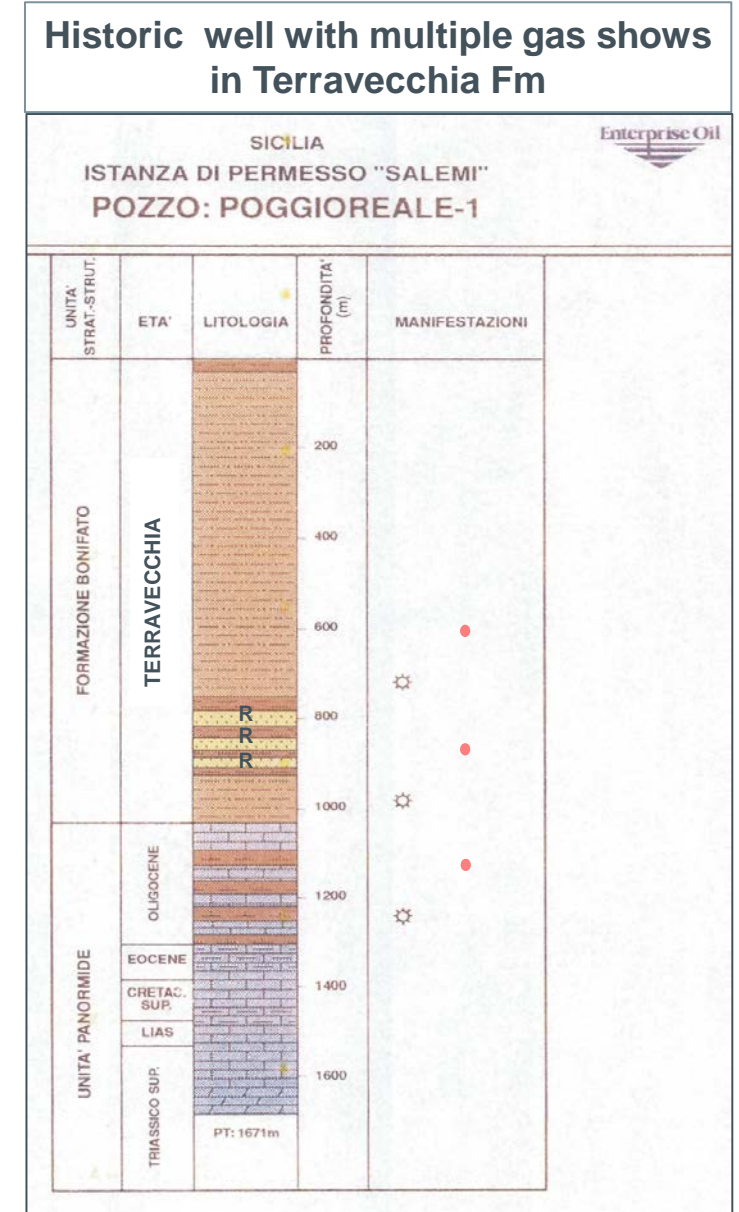 Historic well with multiple gas shows
in Terravecchia Fm
Enterprise Oil
SICILIA
ISTANZA DI PERMESSO "SALEMI"
POZZO: POGGIOREALE-1
UNITA'
STRAT.-STRUT.
ETA'
LITOLOGIA
PROFONDITA'
(m)
MANIFESTAZIONI
FORMAZIONE BONIFATO
TERRAVECCHIA
200
400
600
R
800
R
R
1000
UNITA' PANORMIDE
OLIGOCENE
1200
EOCENE
CRETAC.
SUP.
1400
LIAS
TRIASSICO SUP.
1600
PT: 1671m